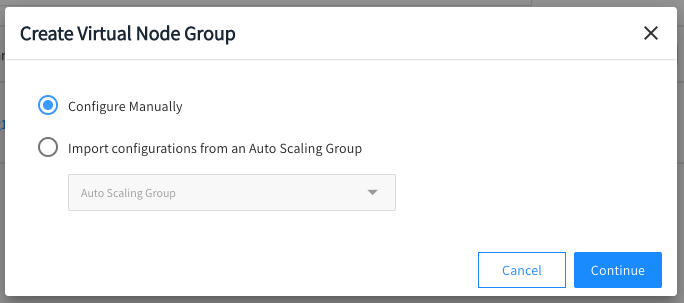 Create Virtual Node Group
Configure Manually
Import configurations from an Auto Scaling Group
Auto Scaling Group
Cancel
Continue